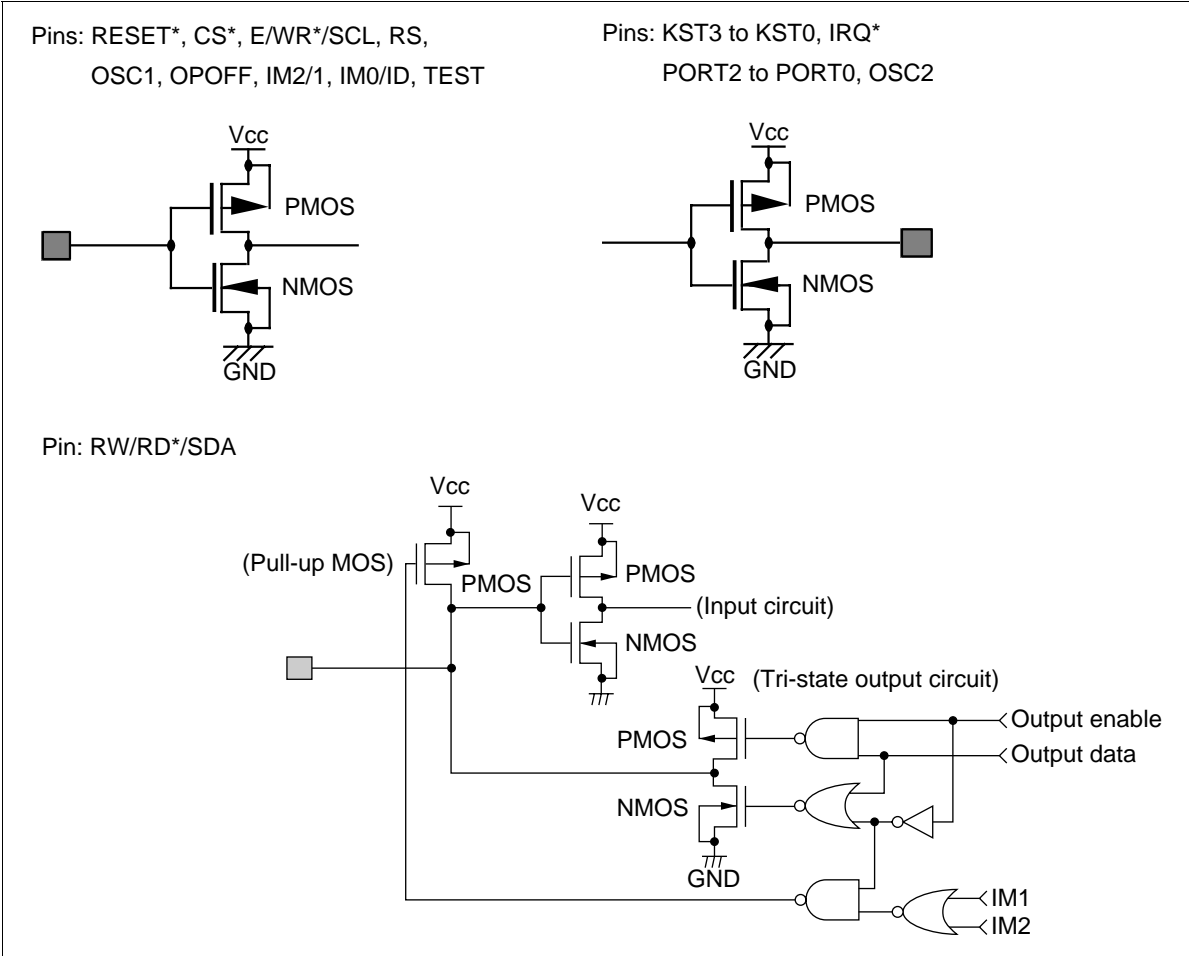 Pins: RESET*, CS*, E/WR*/SCL, RS,
OSC1, OPOFF, IM2/1, IM0/ID, TEST
Vcc
PMOS
NMOS
GND
Pins: KST3 to KST0, IRQ*
PORT2 to PORT0, OSC2
Vcc
PMOS
NMOS
GND
Pin: RW/RD*/SDA
Vcc
Vcc
(Pull-up MOS)
PMOS
PMOS
(Input circuit)
NMOS
Vcc
(Tri-state output circuit)
Output enable
PMOS
Output data
NMOS
GND
IM1
IM2